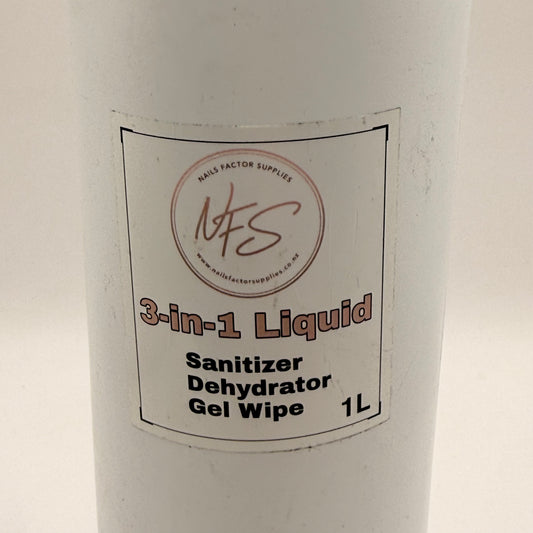 NAILS FACTOR SUPPLIES
NFS
www.nailsfactorsupplies.co.nz
3-in-1 Liquid
Sanitizer
Dehydrator
Gel Wipe 1L